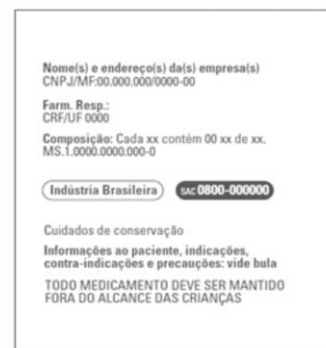 Nome(s) e endereço(s) da(s) empresa(s)
CNPJ/MF:00.000.000/0000-00
Farm. Resp.:
CRF/UF 0000
Composição: Cada xx contém 00 xx de xx.
MS.1.0000.0000.000-0
Indústria Brasileira
SAC 0800-000000
Cuidados de conservação
Informações ao paciente, indicações,
contra-indicações e precauções: vide bula
TODO MEDICAMENTO DEVE SER MANTIDO
FORA DO ALCANCE DAS CRIANÇAS